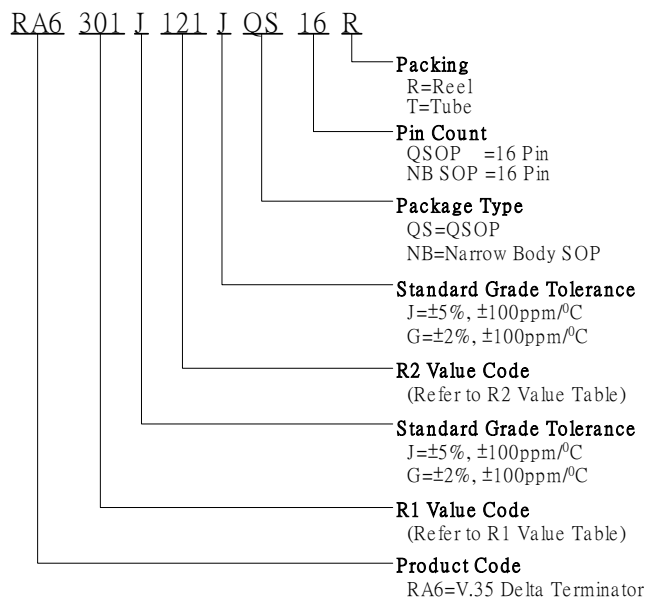 RA6 301 J 121 J QS 16 R
Packing
R=Reel
T=Tube
Pin Count
QSOP =16 Pin
NB SOP =16 Pin
Package Type
QS=QSOP
NB=Narrow Body SOP
Standard Grade Tolerance
J=±5%, ±100ppm/⁰C
G=±2%, ±100ppm/⁰C
R2 Value Code
(Refer to R2 Value Table)
Standard Grade Tolerance
J=±5%, ±100ppm/⁰C
G=±2%, ±100ppm/⁰C
R1 Value Code
(Refer to R1 Value Table)
Product Code
RA6=V.35 Delta Terminator